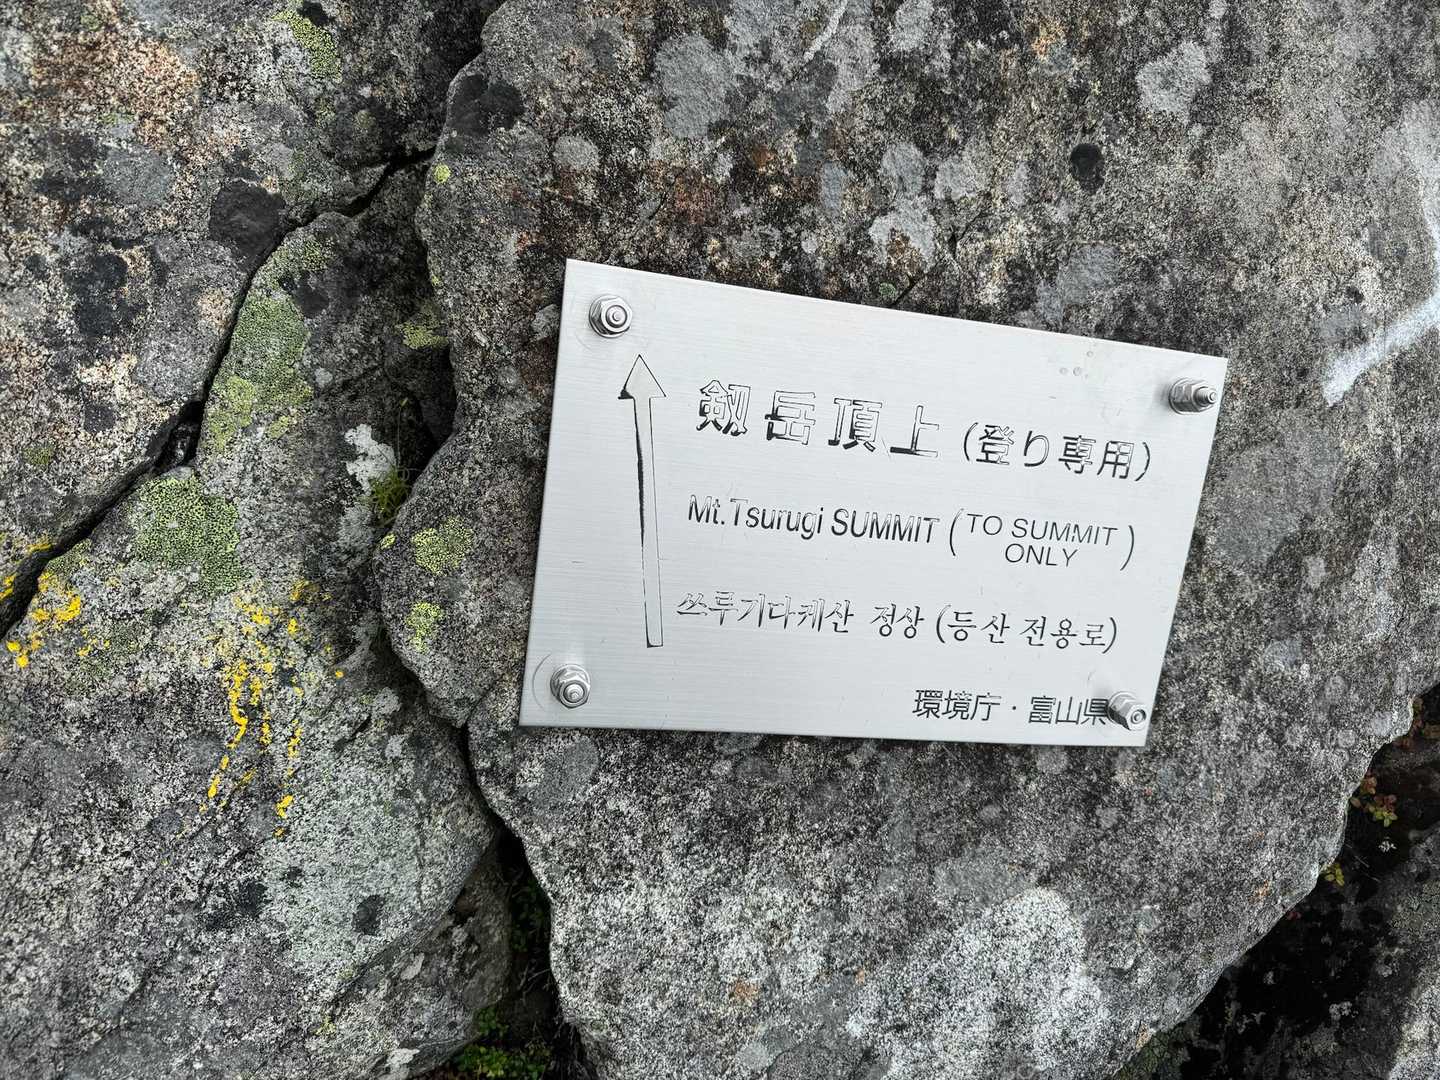 剱岳頂上(登り専用)
Mt.Tsurugi SUMMIT (TO SUMMIT ONLY)
쓰루기다케산 정상 (등산 전용로)
環境庁・富山県